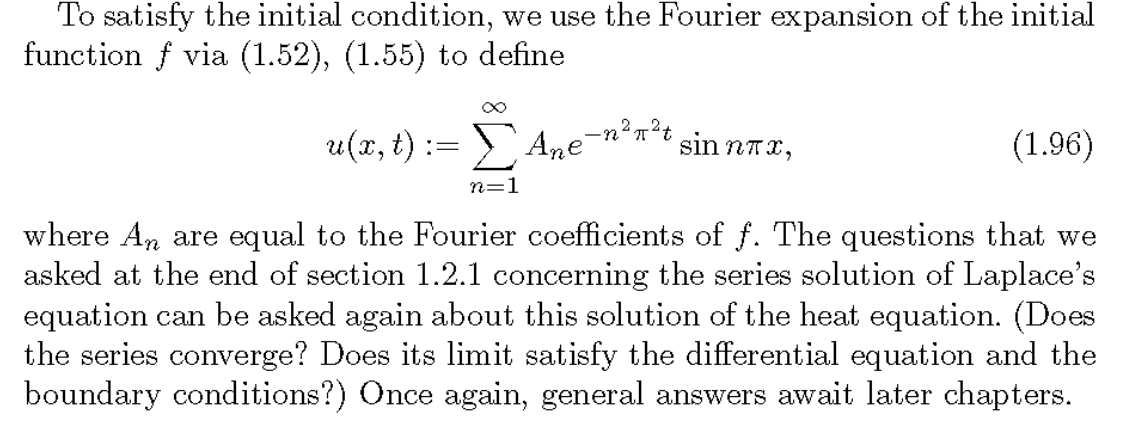 To satisfy the initial condition, we use the Fourier expansion of the initial
function f via (1.52), (1.55) to define
u(x, t) := ∑_{n=1}^{∞} A_n e^{-n²π²t} sin nπx, (1.96)
where A_n are equal to the Fourier coefficients of f. The questions that we
asked at the end of section 1.2.1 concerning the series solution of Laplace's
equation can be asked again about this solution of the heat equation. (Does
the series converge? Does its limit satisfy the differential equation and the
boundary conditions?) Once again, general answers await later chapters.